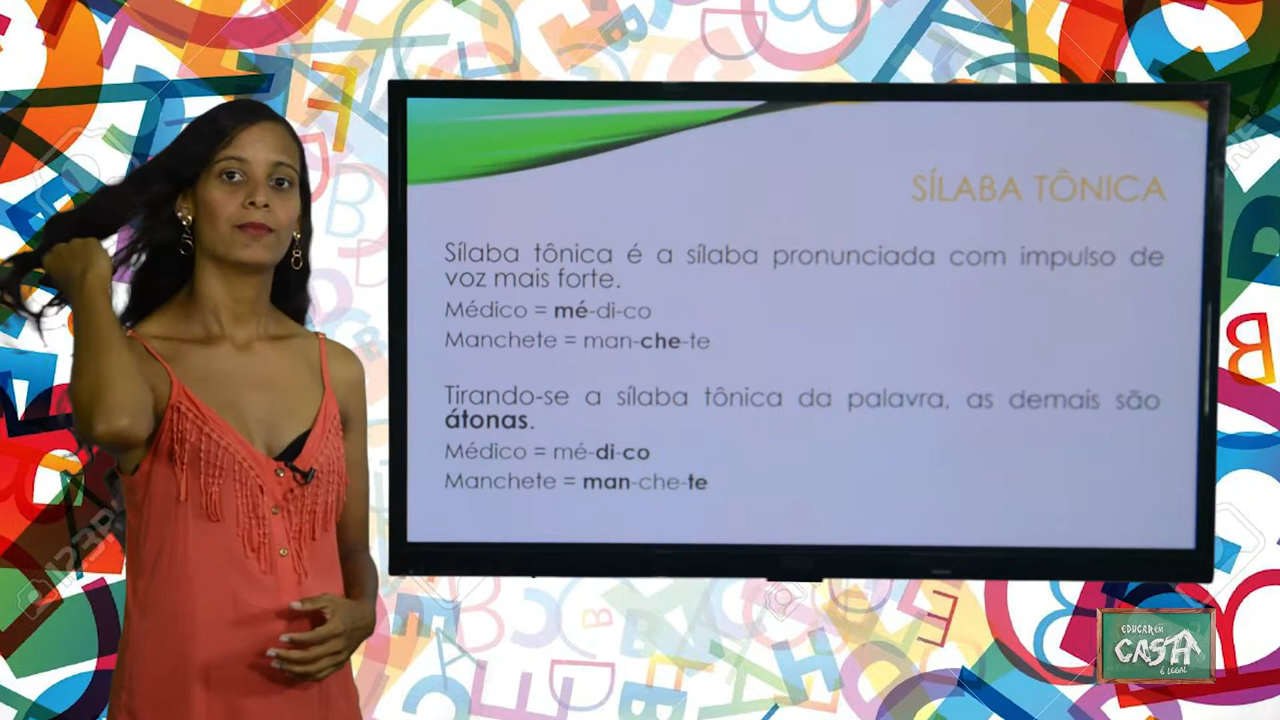 SÍLABA TÔNICA
Sílaba tônica é a sílaba pronunciada com impulso de
voz mais forte.
Médico = mé-di-co
Manchete = man-che-te
Tirando-se a sílaba tônica da palavra, as demais são
átonas.
Médico = mé-di-co
Manchete = man-che-te
EDUCAR EM
CASA
É LEGAL